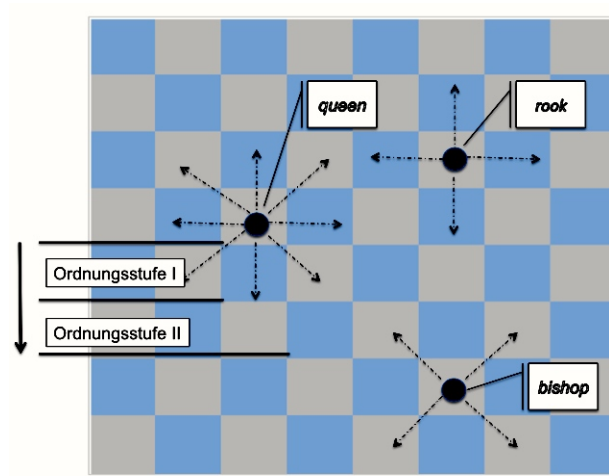 queen
rook
Ordnungsstufe I
Ordnungsstufe II
bishop